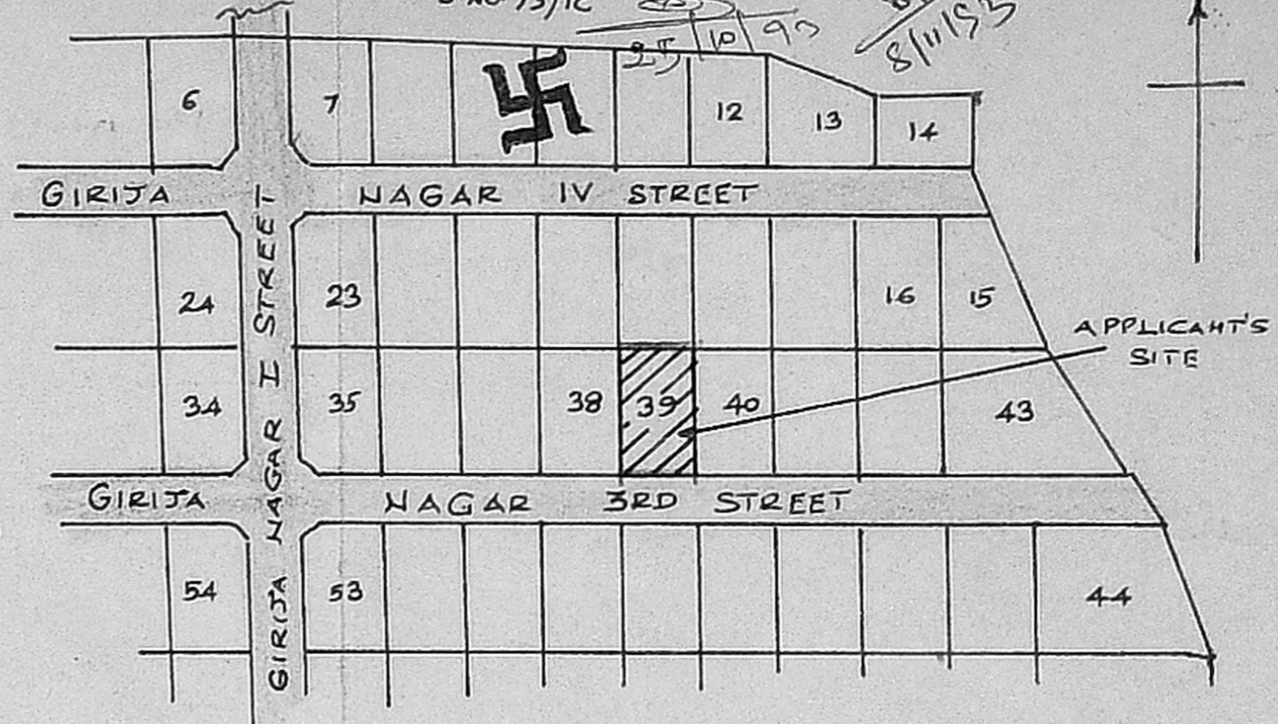 25 10 93
8/11/93
6 7 12 13 14
GIRIJA NAGAR IV STREET
24 23 16 15
APPLICANT'S
SITE
34 35 38 39 40 43
GIRIJA NAGAR I STREET
GIRIJA NAGAR 3RD STREET
54 53 44